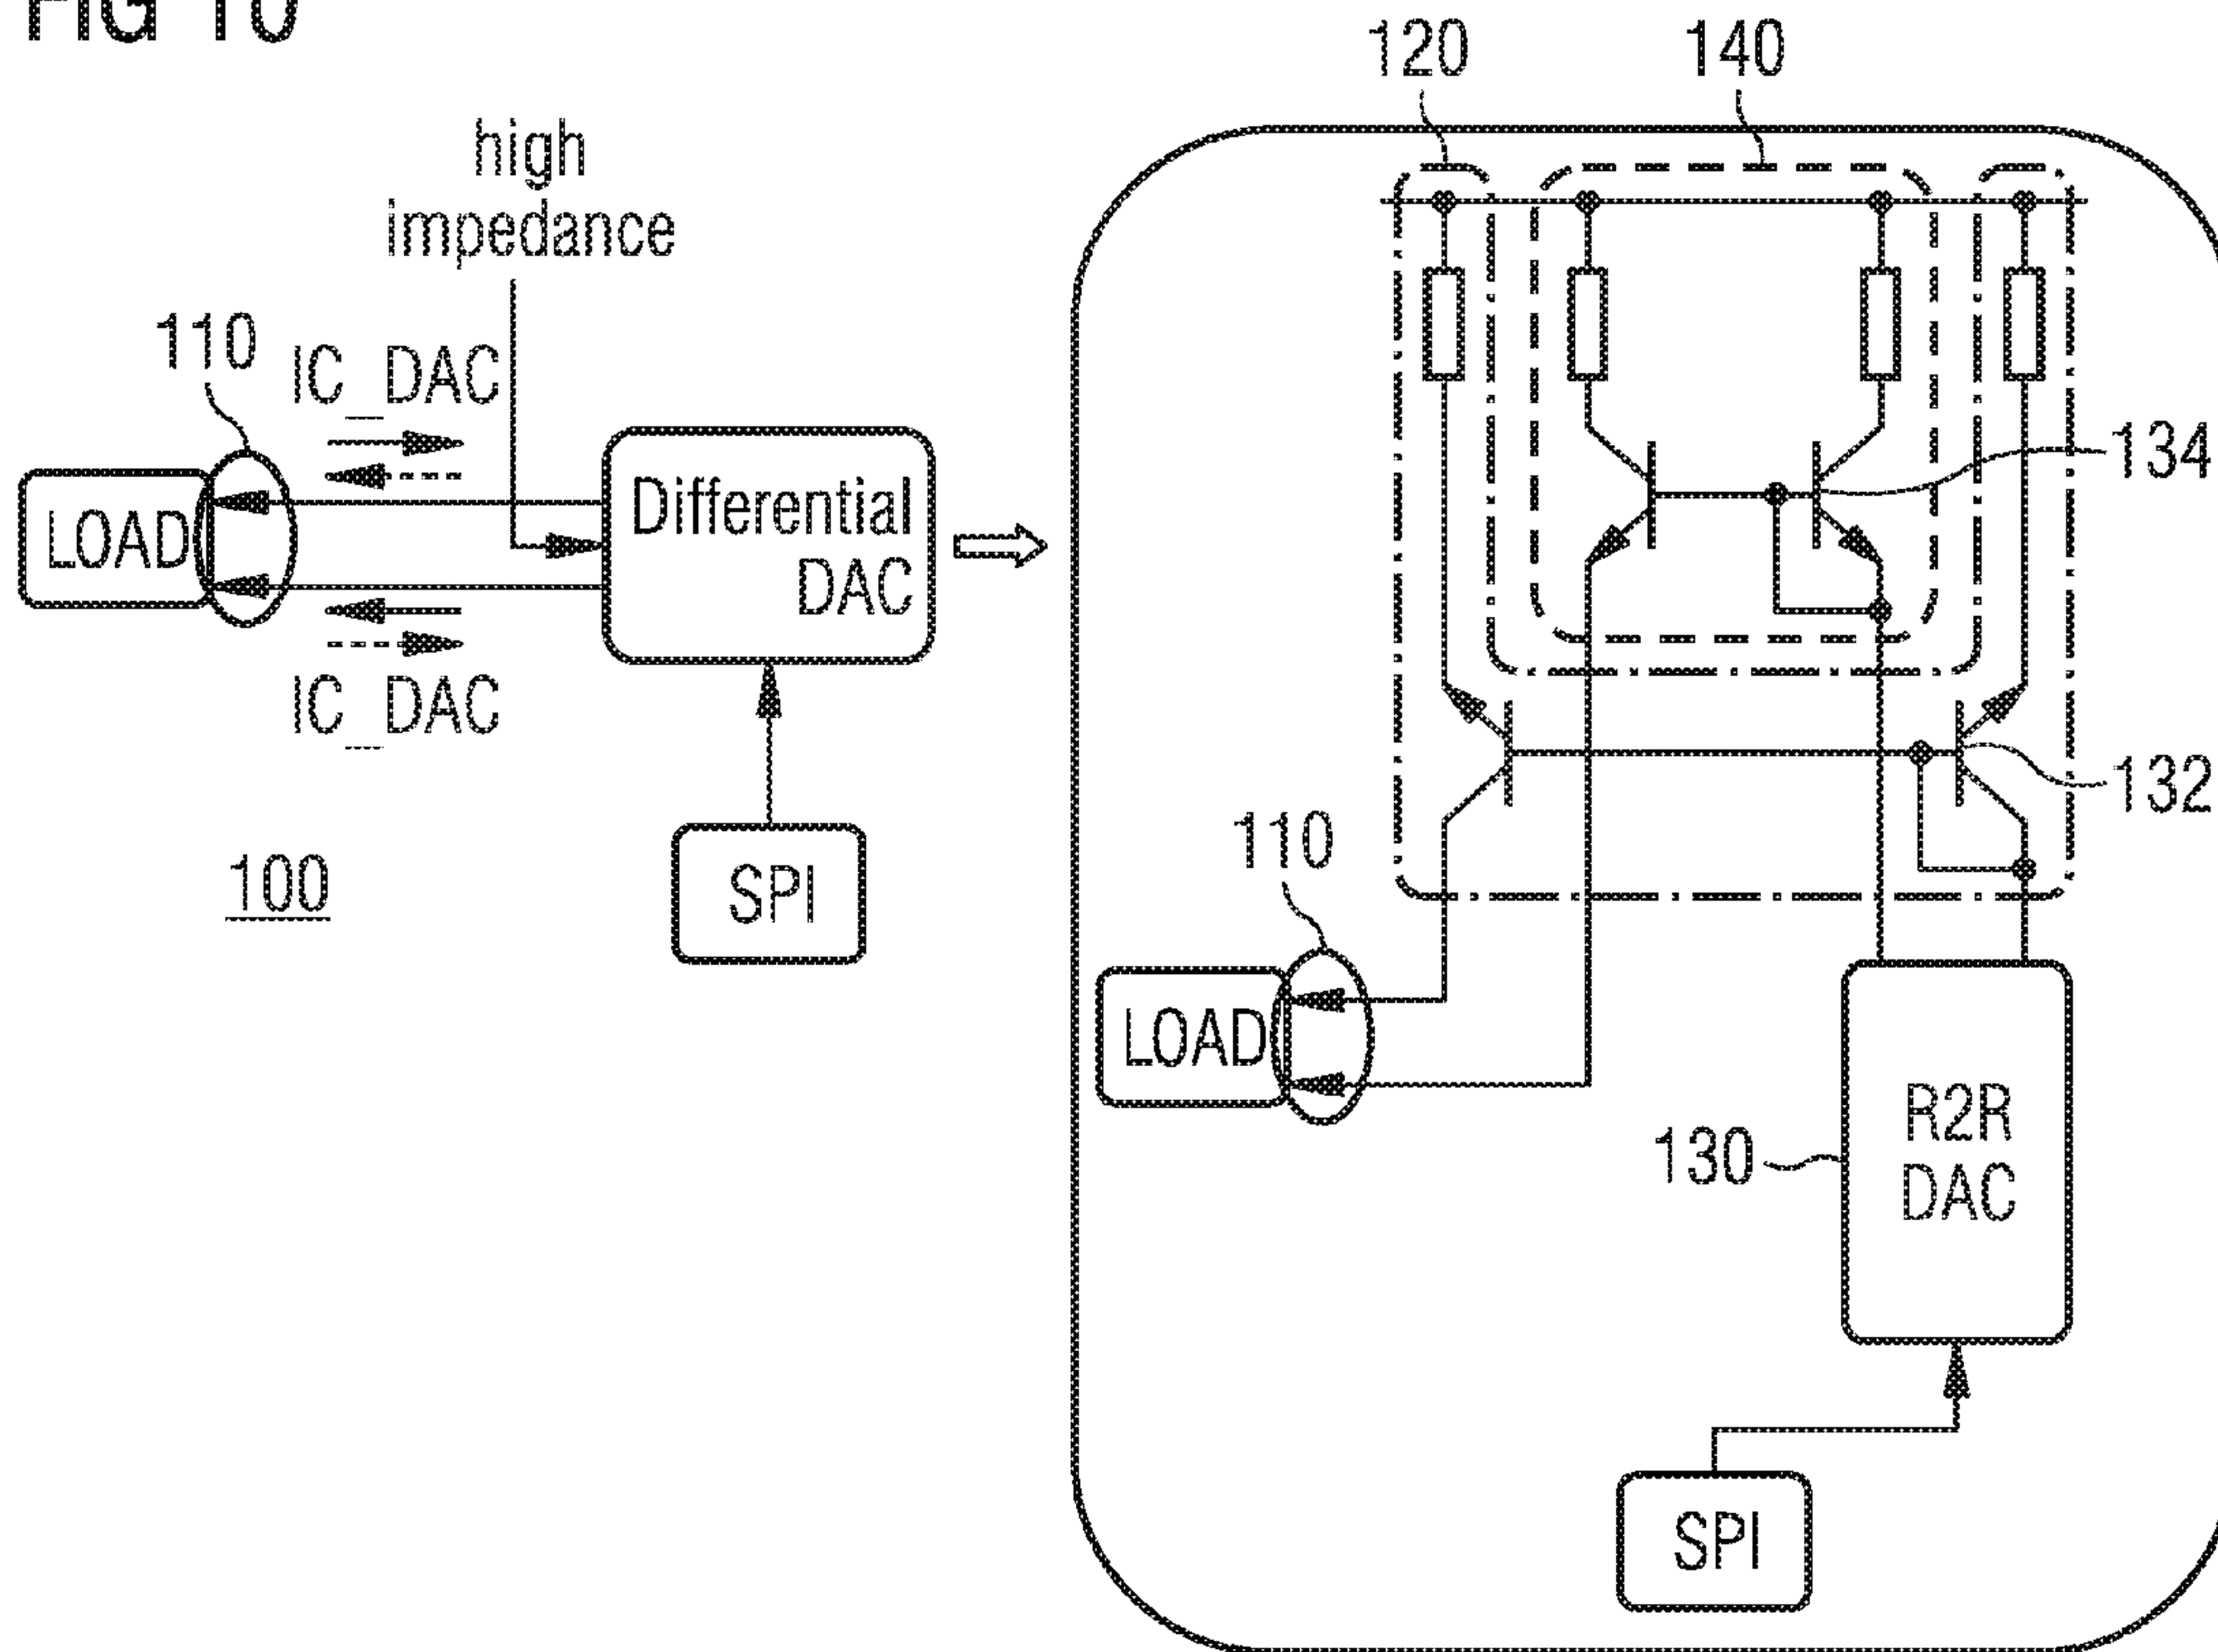 FIG 10
120
140
high
impedance
110
IC_DAC
134
LOAD
Differential
DAC
IC_DAC
132
110
100
SPI
LOAD
R2R
DAC
130
SPI